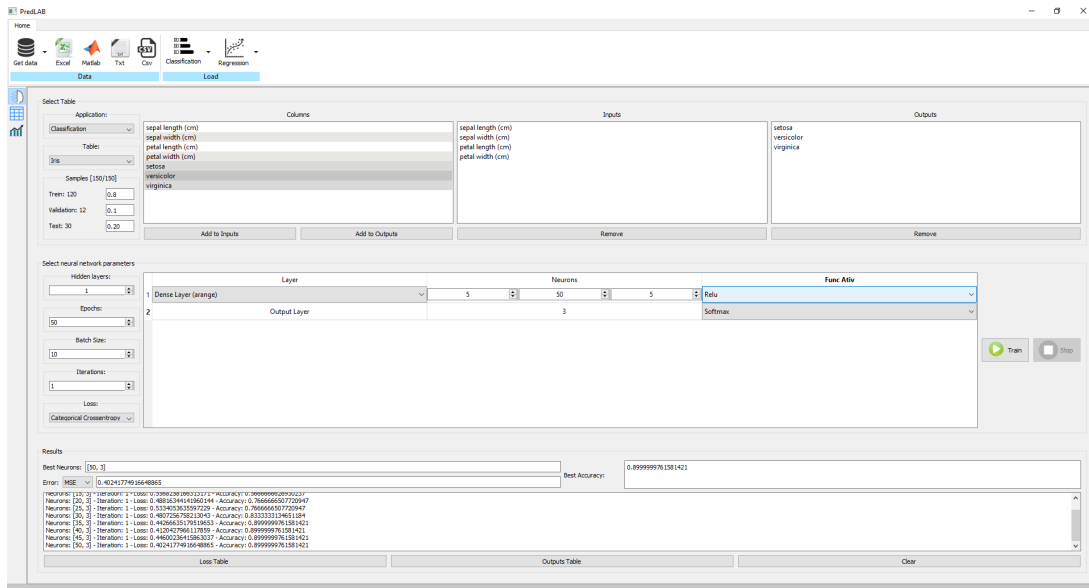 PredLAB
Home
Get data
Excel
Matlab
Txt
Csv
Classification
Regression
Data
Load
Select Table
Application:
Classification
Table:
Iris
Samples [150/150]
Trein: 120
0.8
Validation: 12
0.1
Test: 30
0.20
Columns
sepal length (cm)
sepal width (cm)
petal length (cm)
petal width (cm)
setosa
versicolor
virginica
Add to Inputs
Add to Outputs
Inputs
sepal length (cm)
sepal width (cm)
petal length (cm)
petal width (cm)
Remove
Outputs
setosa
versicolor
virginica
Remove
Select neural network parameters
Hidden layers:
1
Epochs:
50
Batch Size:
10
Iterations:
1
Loss:
Categorical Crossentropy
Layer
Neurons
Func Ativ
1 Dense Layer (arange) 5 50 5 Relu
2 Output Layer 3 Softmax
Train
Stop
Results
Best Neurons: [50, 3]
Error: MSE 0.40241774916648865
Best Accuracy:
0.8999999761581421
Neurons: [20, 3] - Iteration: 1 - Loss: 0.48816344141960144 - Accuracy: 0.7666666507720947
Neurons: [25, 3] - Iteration: 1 - Loss: 0.5334053635597229 - Accuracy: 0.7666666507720947
Neurons: [30, 3] - Iteration: 1 - Loss: 0.4807256758213043 - Accuracy: 0.8333333134651184
Neurons: [35, 3] - Iteration: 1 - Loss: 0.44266635179519653 - Accuracy: 0.8999999761581421
Neurons: [40, 3] - Iteration: 1 - Loss: 0.4120427966117859 - Accuracy: 0.8999999761581421
Neurons: [45, 3] - Iteration: 1 - Loss: 0.44600236415863037 - Accuracy: 0.8999999761581421
Neurons: [50, 3] - Iteration: 1 - Loss: 0.40241774916648865 - Accuracy: 0.8999999761581421
Loss Table
Outputs Table
Clear